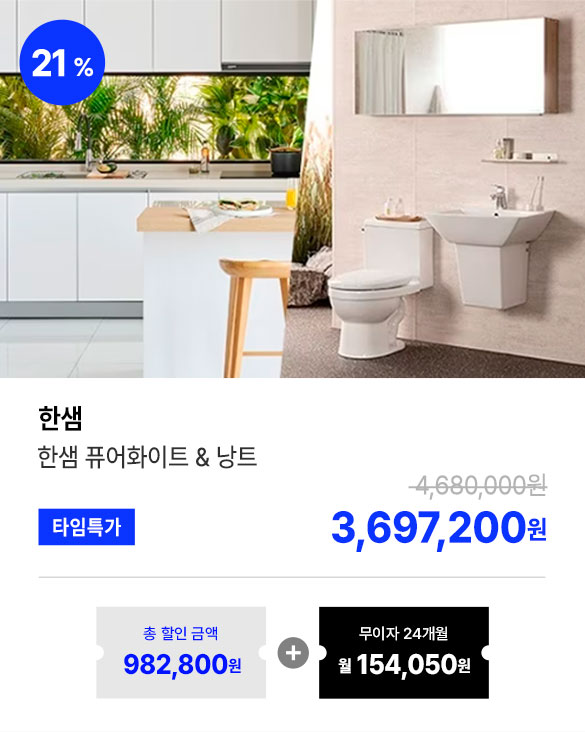 21 %
한샘
한샘 퓨어화이트 & 낭트
4,680,000원
타임특가
3,697,200원
총 할인 금액
982,800원
+
무이자 24개월
월 154,050원